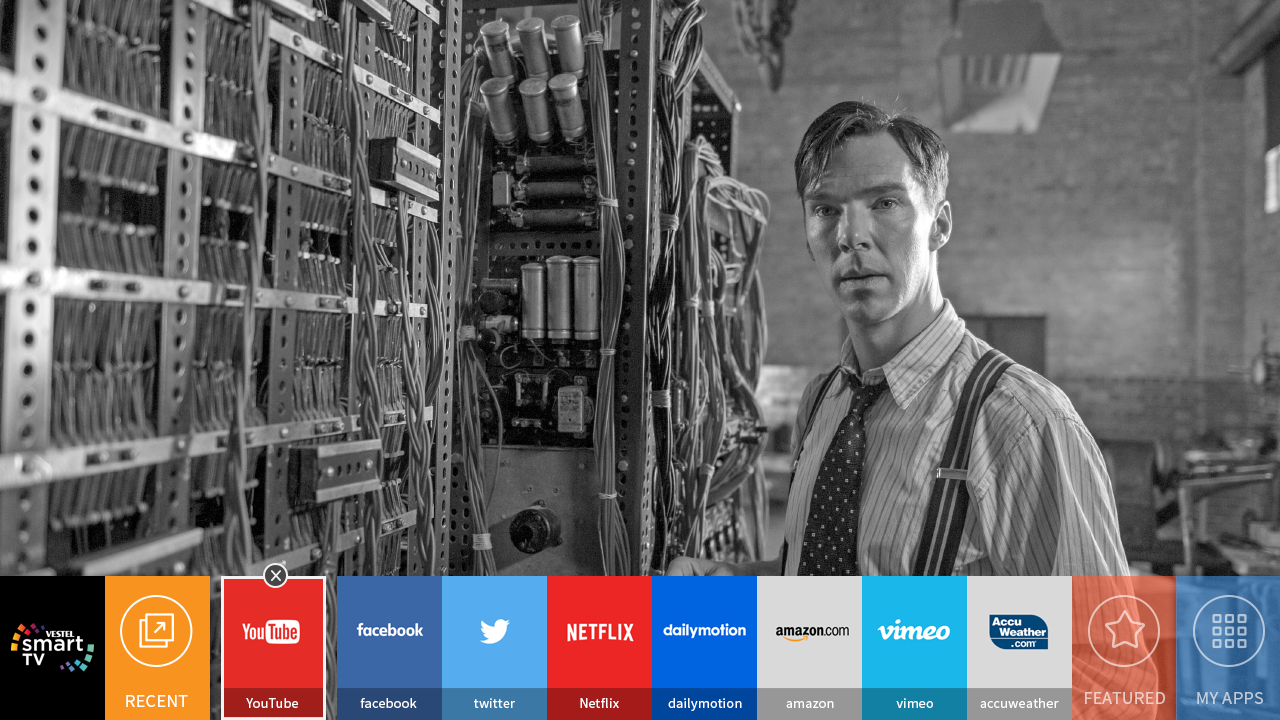 VESTEL
smart
TV
RECENT
YouTube
YouTube
facebook
facebook
twitter
NETFLIX
Netflix
dailymotion
dailymotion
amazon.com
amazon
vimeo
vimeo
Accu
Weather
.com
accuweather
FEATURED
MY APPS